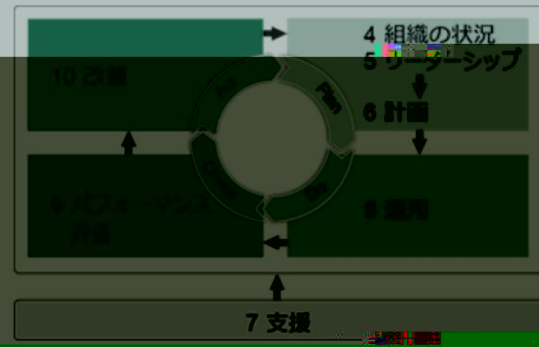 4 組織の状況
5 リーダーシップ
10 改善
Act
Plan
6 計画
Check
Do
9 パフォーマンス
評価
8 運用
7 支援